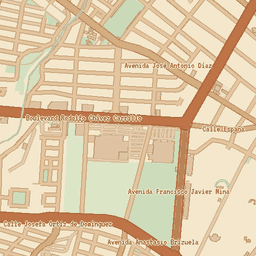 Avenida José Antonio Díaz
Boulevard Rodolfo Chávez Carrillo
Calle España
Avenida Francisco Javier Mina
Calle Josefa Ortiz de Domínguez
Avenida Anastasio Brizuela